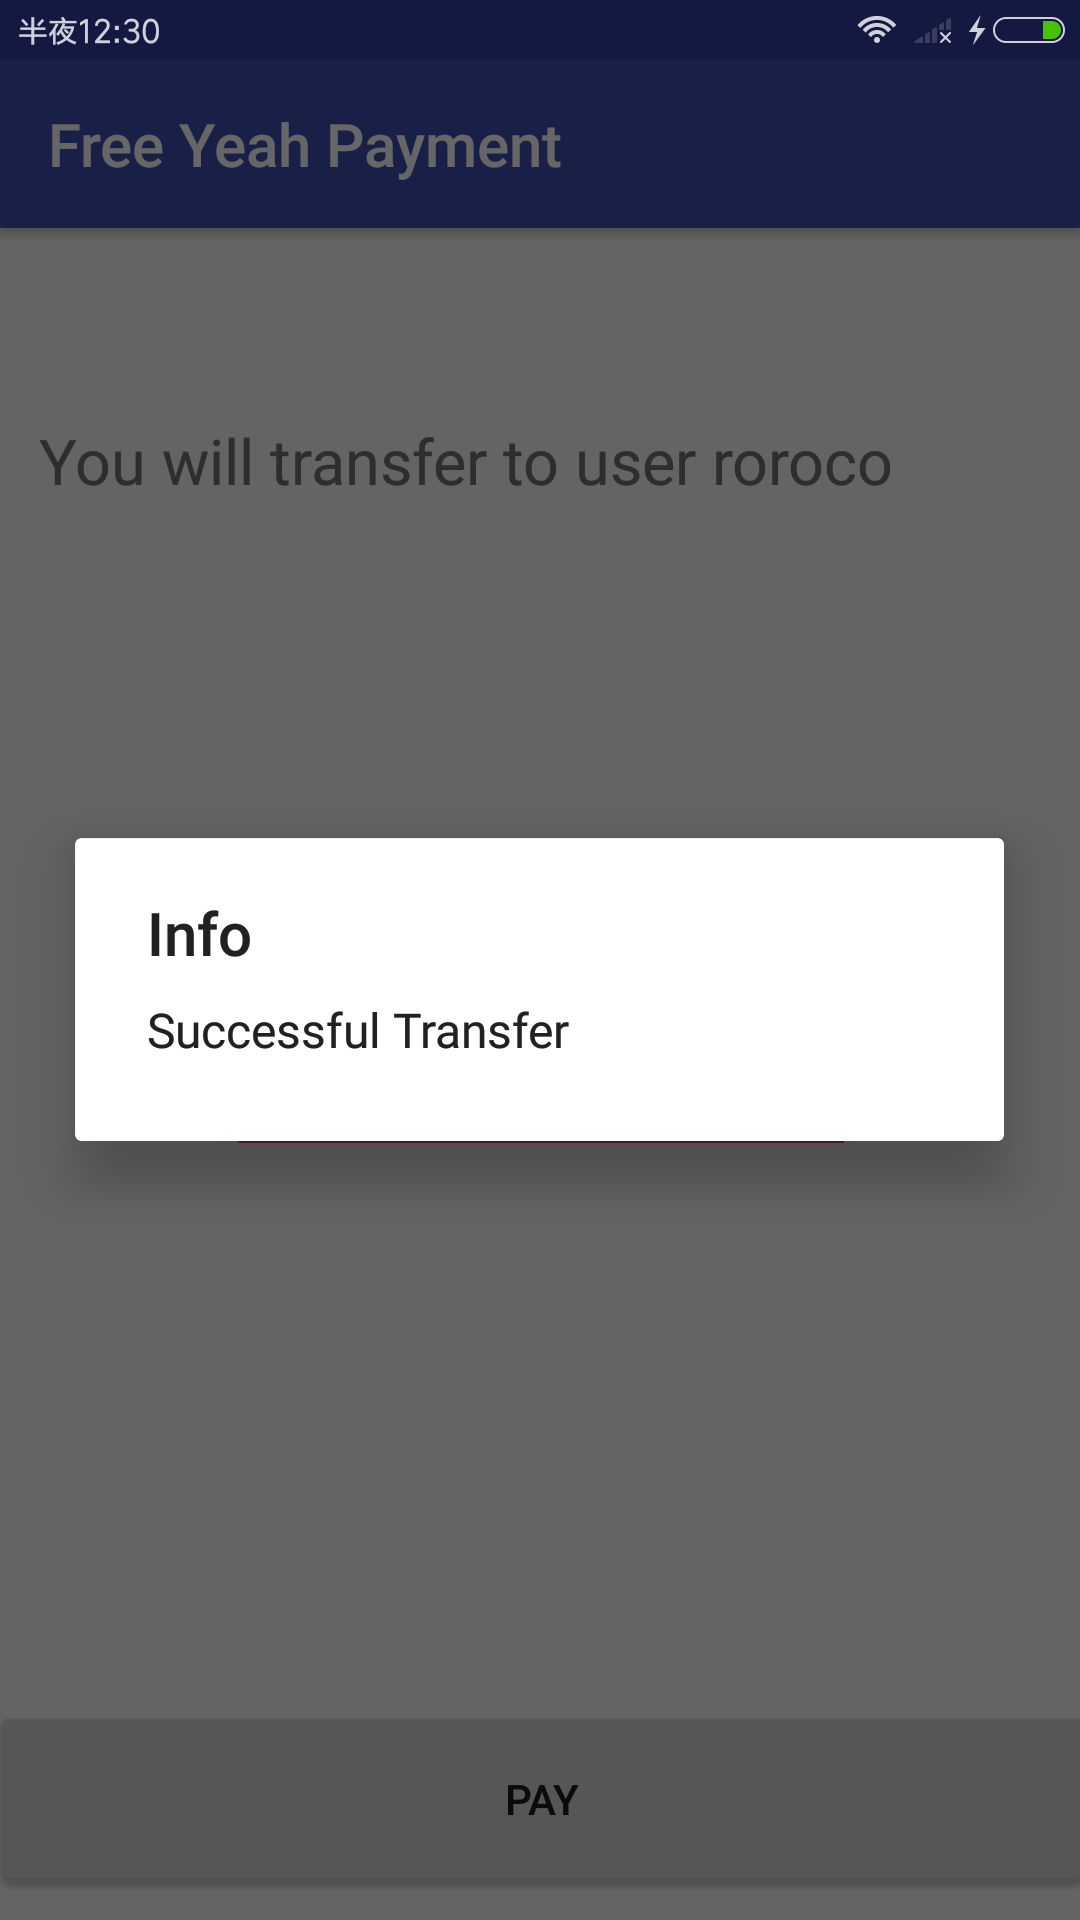 半夜12:30
Free Yeah Payment
You will transfer to user roroco
Info
Successful Transfer
PAY